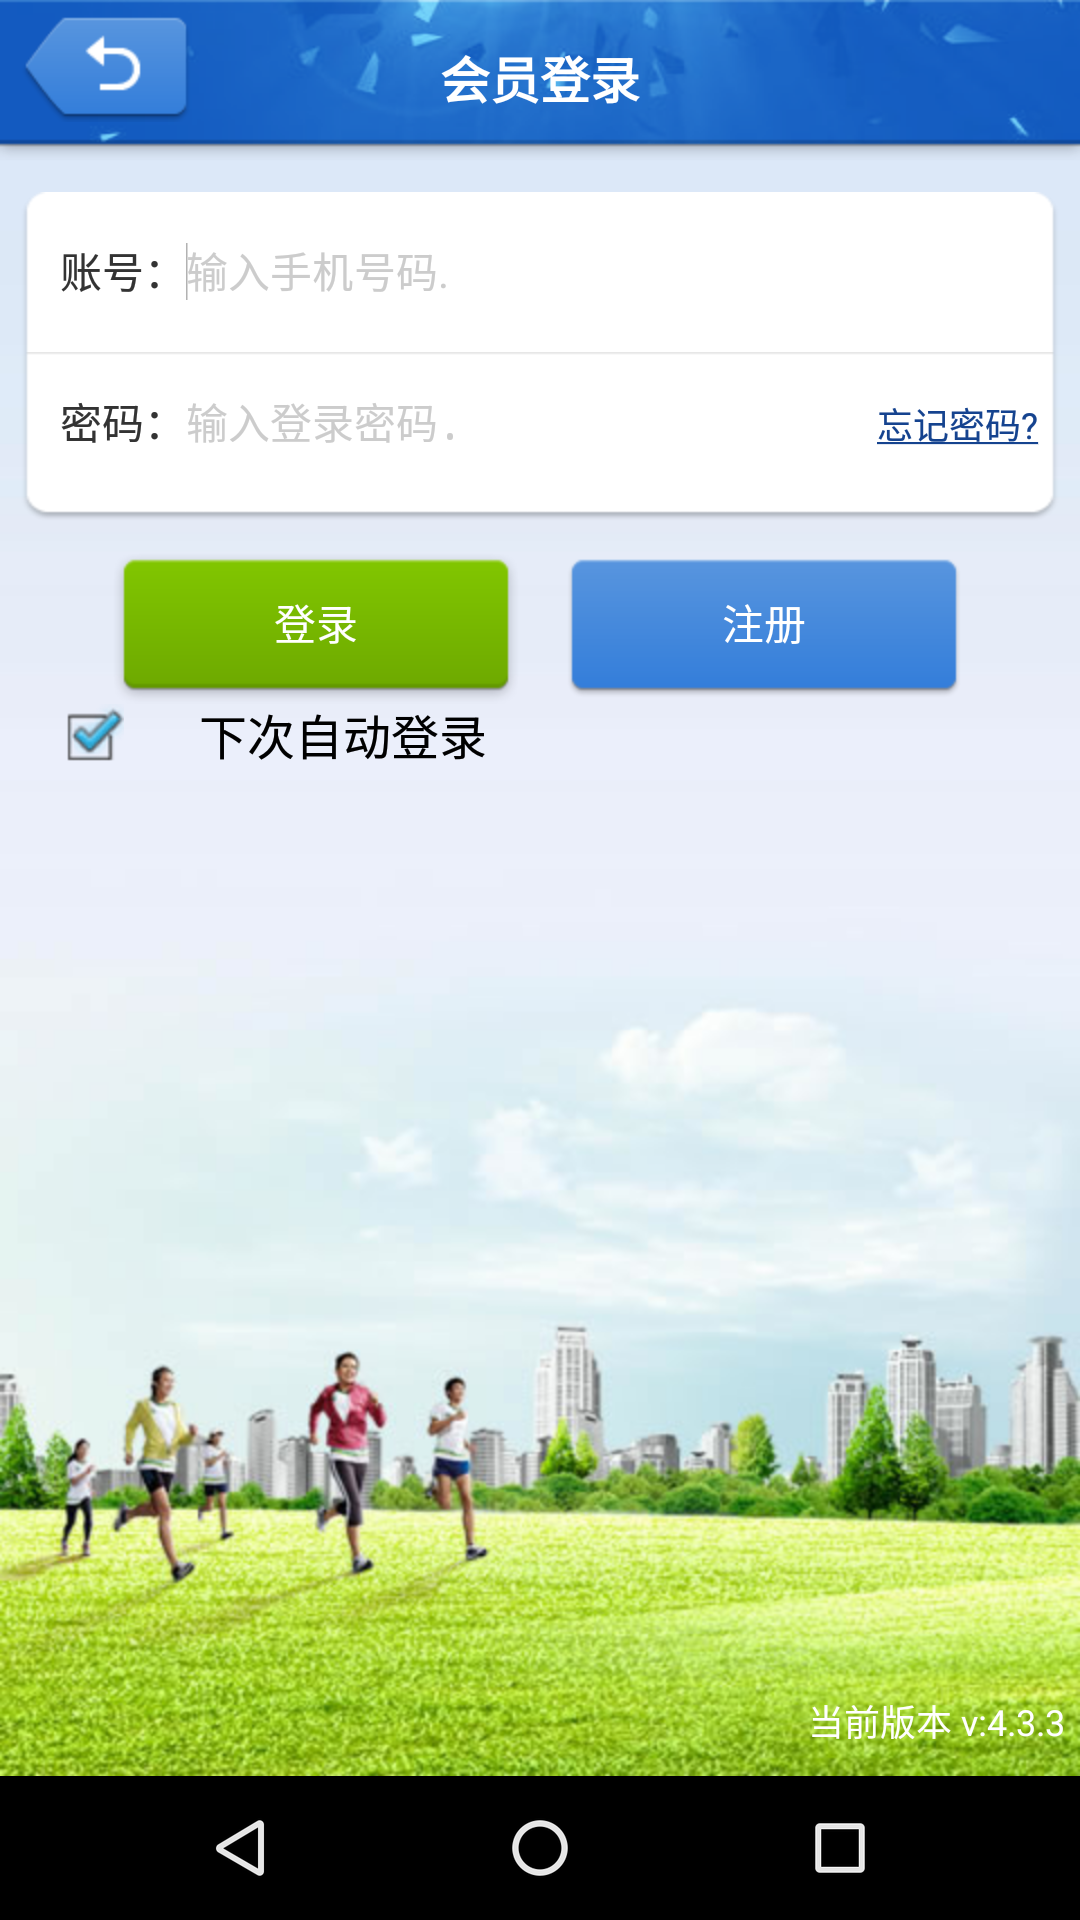 会员登录
账号：输入手机号码.
密码：输入登录密码.
忘记密码?
登录
注册
下次自动登录
当前版本 v:4.3.3